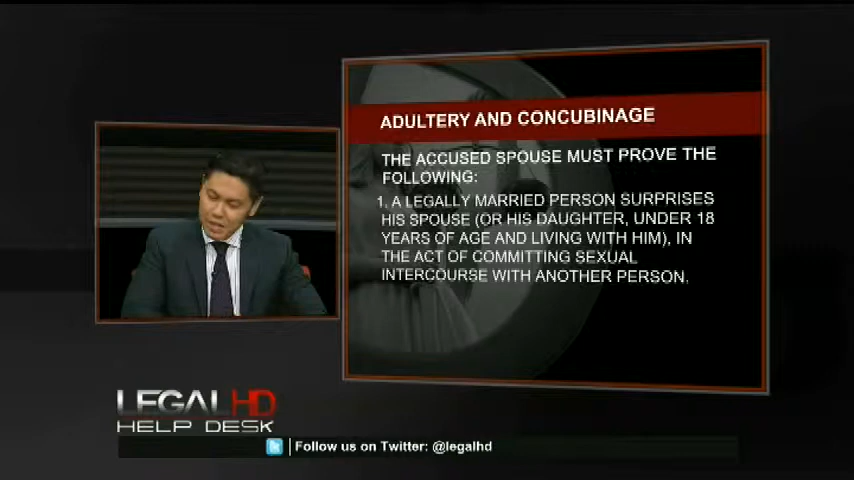 ADULTERY AND CONCUBINAGE
THE ACCUSED SPOUSE MUST PROVE THE
FOLLOWING:
1. A LEGALLY MARRIED PERSON SURPRISES
HIS SPOUSE (OR HIS DAUGHTER, UNDER 18
YEARS OF AGE AND LIVING WITH HIM), IN
THE ACT OF COMMITTING SEXUAL
INTERCOURSE WITH ANOTHER PERSON.
LEGALHD
HELP DESK
Follow us on Twitter: @legalhd